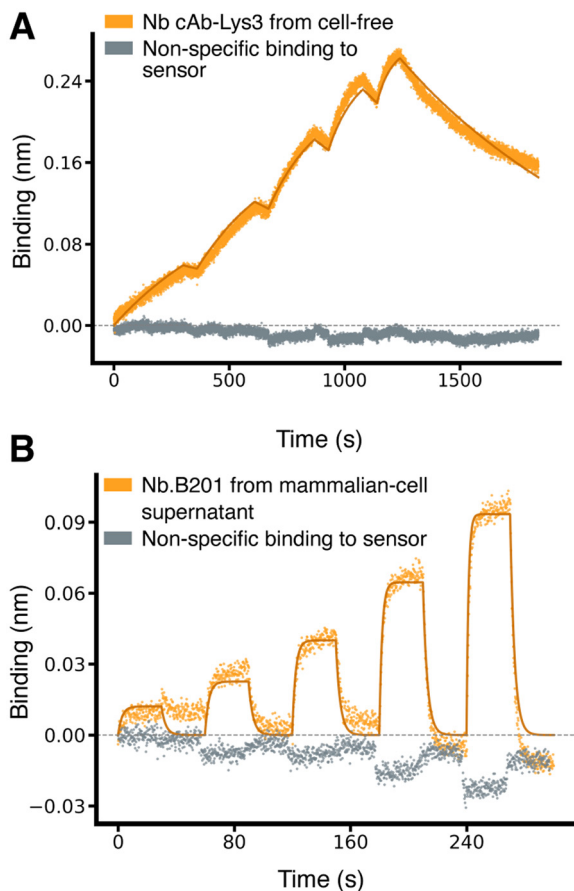 A
Nb cAb-Lys3 from cell-free
Non-specific binding to
sensor
Binding (nm)
0.24
0.16
0.08
0.00
0
500
1000
1500
Time (s)
B
Nb.B201 from mammalian-cell
supernatant
Non-specific binding to sensor
Binding (nm)
0.09
0.06
0.03
0.00
−0.03
0
80
160
240
Time (s)